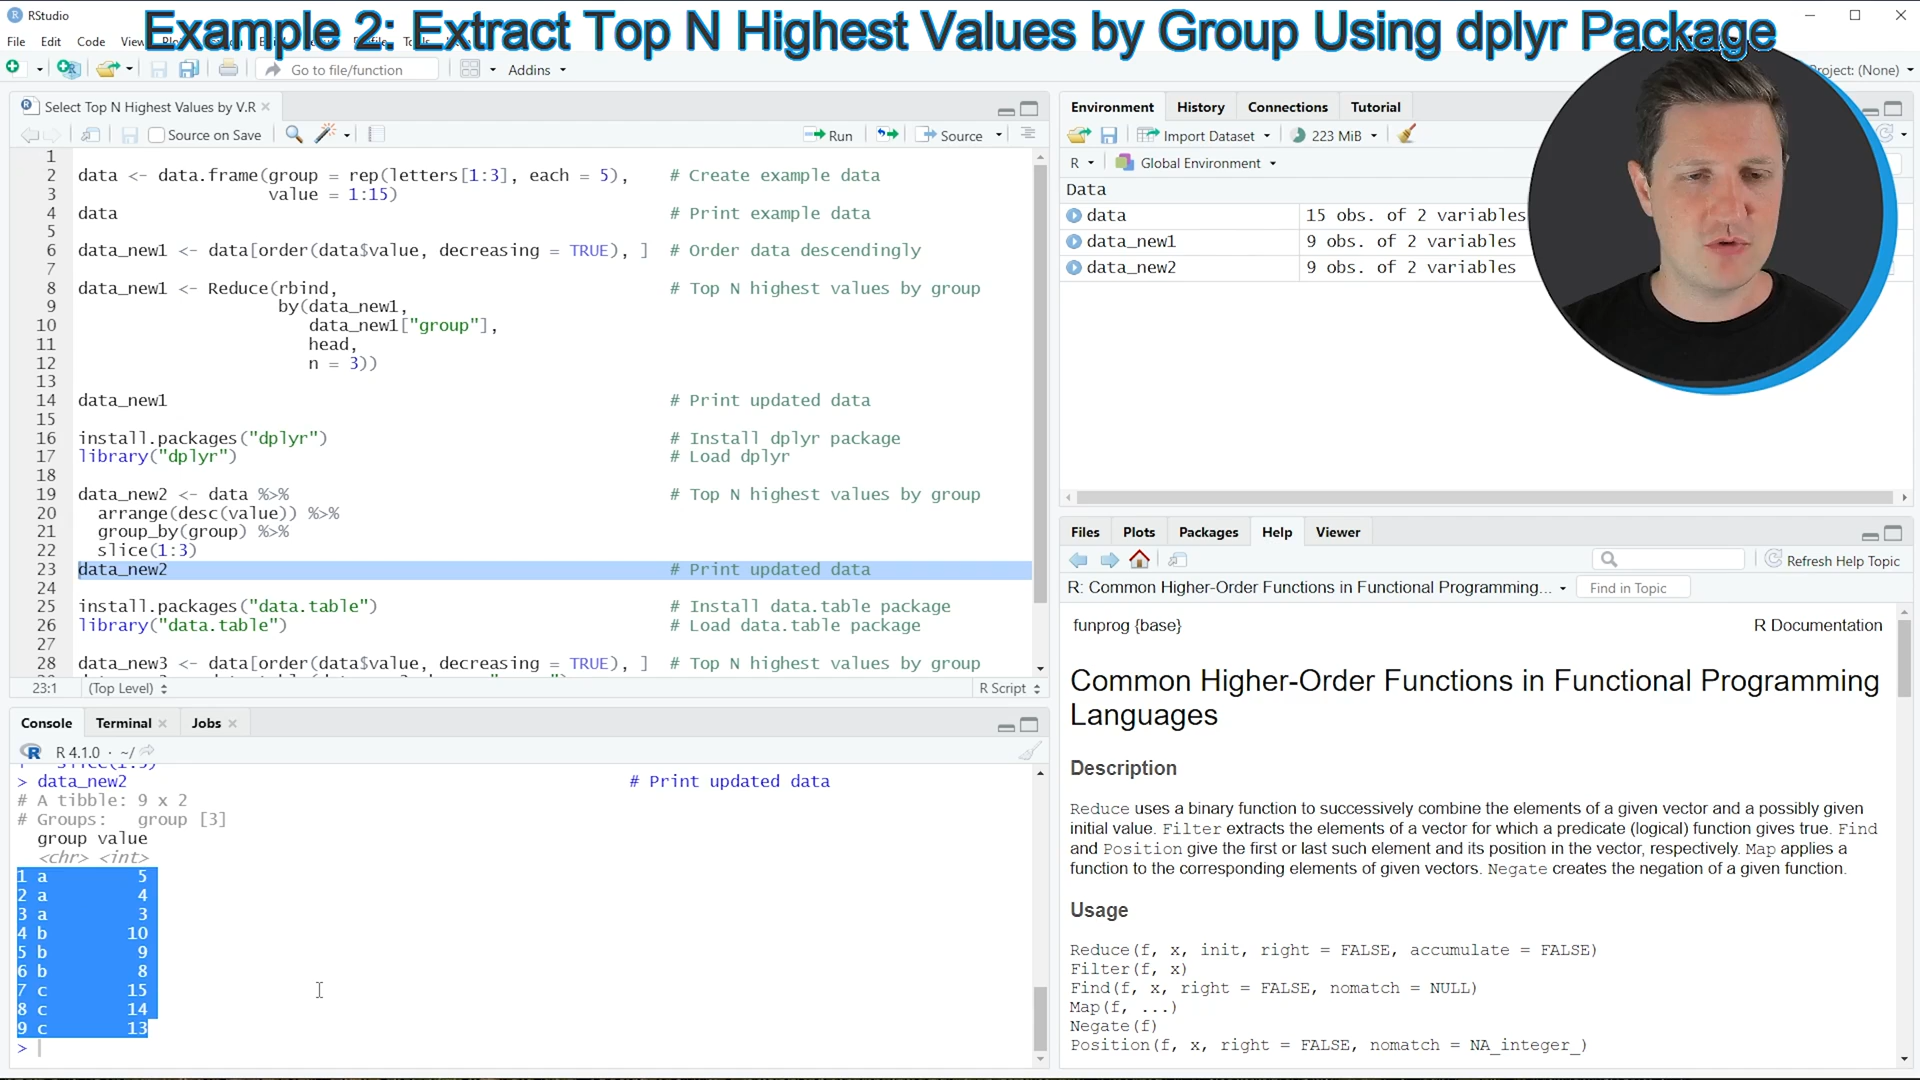 RStudio
Example 2: Extract Top N Highest Values by Group Using dplyr Package
File Edit Code View
Go to file/function
Addins
Project: (None)
Select Top N Highest Values by V.R
Source on Save
Run
Source
1
2 data <- data.frame(group = rep(letters[1:3], each = 5), # Create example data
3 value = 1:15)
4 data # Print example data
5
6 data_new1 <- data[order(data$value, decreasing = TRUE), ] # Order data descendingly
7
8 data_new1 <- Reduce(rbind, # Top N highest values by group
9 by(data_new1,
10 data_new1["group"],
11 head,
12 n = 3))
13
14 data_new1 # Print updated data
15
16 install.packages("dplyr") # Install dplyr package
17 library("dplyr") # Load dplyr
18
19 data_new2 <- data %>% # Top N highest values by group
20 arrange(desc(value)) %>%
21 group_by(group) %>%
22 slice(1:3)
23 data_new2 # Print updated data
24
25 install.packages("data.table") # Install data.table package
26 library("data.table") # Load data.table package
27
28 data_new3 <- data[order(data$value, decreasing = TRUE), ] # Top N highest values by group
23:1 (Top Level) R Script
Console Terminal Jobs
R 4.1.0 · ~/
> data_new2 # Print updated data
# A tibble: 9 x 2
# Groups: group [3]
group value
<chr> <int>
1 a 5
2 a 4
3 a 3
4 b 10
5 b 9
6 b 8
7 c 15
8 c 14
9 c 13
>
Environment History Connections Tutorial
Import Dataset 223 MiB
R Global Environment
Data
data 15 obs. of 2 variables
data_new1 9 obs. of 2 variables
data_new2 9 obs. of 2 variables
Files Plots Packages Help Viewer
Refresh Help Topic
R: Common Higher-Order Functions in Functional Programming... Find in Topic
funprog {base} R Documentation
Common Higher-Order Functions in Functional Programming
Languages
Description
Reduce uses a binary function to successively combine the elements of a given vector and a possibly given
initial value. Filter extracts the elements of a vector for which a predicate (logical) function gives true. Find
and Position give the first or last such element and its position in the vector, respectively. Map applies a
function to the corresponding elements of given vectors. Negate creates the negation of a given function.
Usage
Reduce(f, x, init, right = FALSE, accumulate = FALSE)
Filter(f, x)
Find(f, x, right = FALSE, nomatch = NULL)
Map(f, ...)
Negate(f)
Position(f, x, right = FALSE, nomatch = NA_integer_)